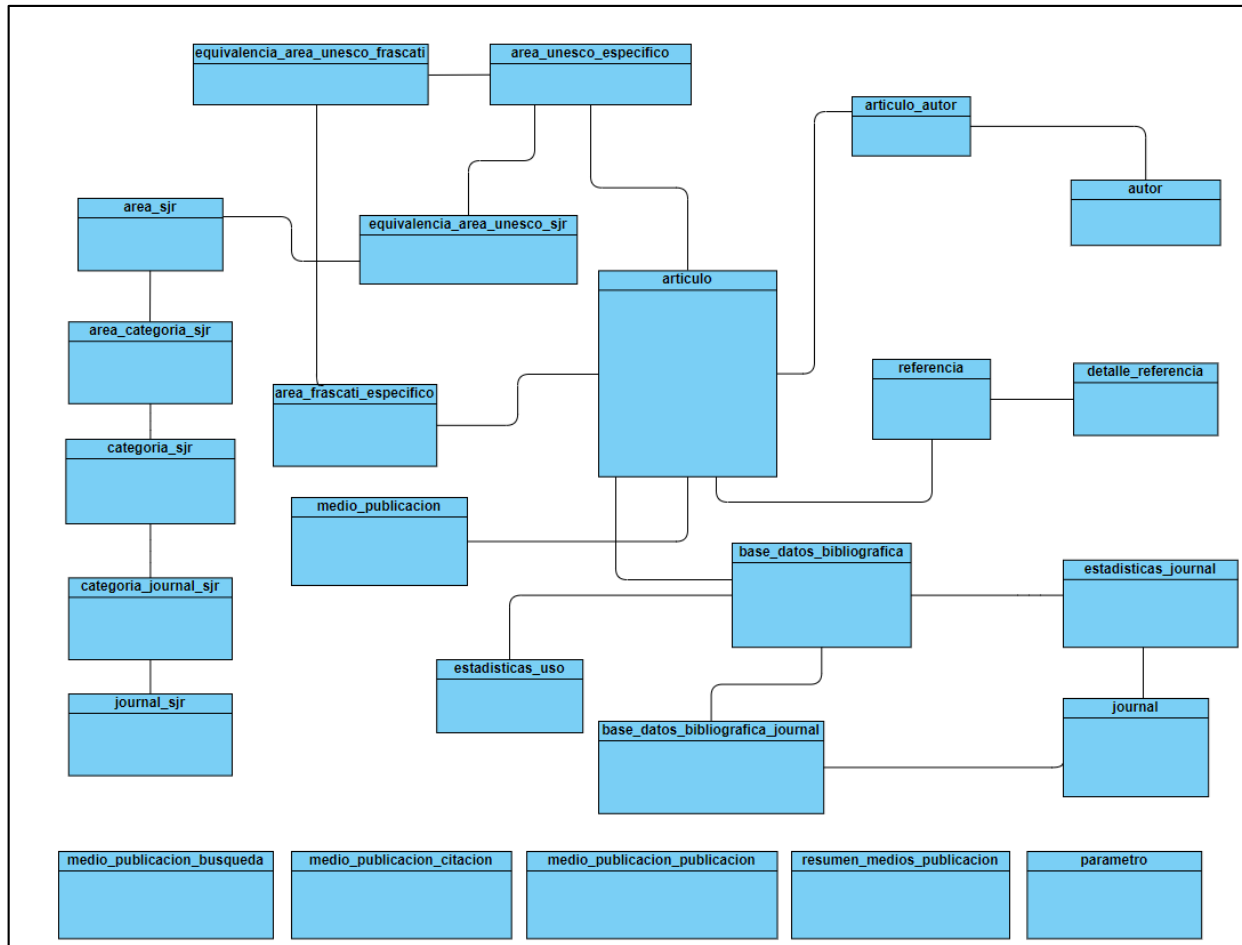 equivalencia_area_unesco_frascati
area_unesco_especifico
articulo_autor
autor
area_sjr
equivalencia_area_unesco_sjr
articulo
area_categoria_sjr
area_frascati_especifico
referencia
detalle_referencia
categoria_sjr
medio_publicacion
base_datos_bibliografica
estadisticas_journal
categoria_journal_sjr
estadisticas_uso
journal_sjr
base_datos_bibliografica_journal
journal
medio_publicacion_busqueda
medio_publicacion_citacion
medio_publicacion_publicacion
resumen_medios_publicacion
parametro